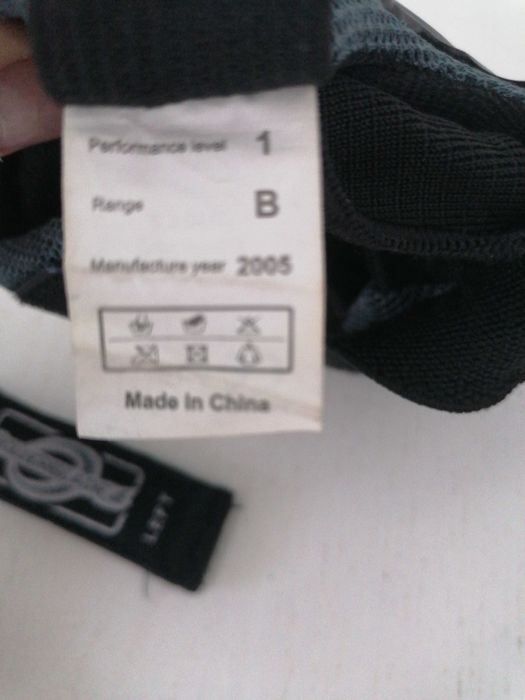 Performance level 1
Range B
Manufacture year 2005
Made In China
LEFT